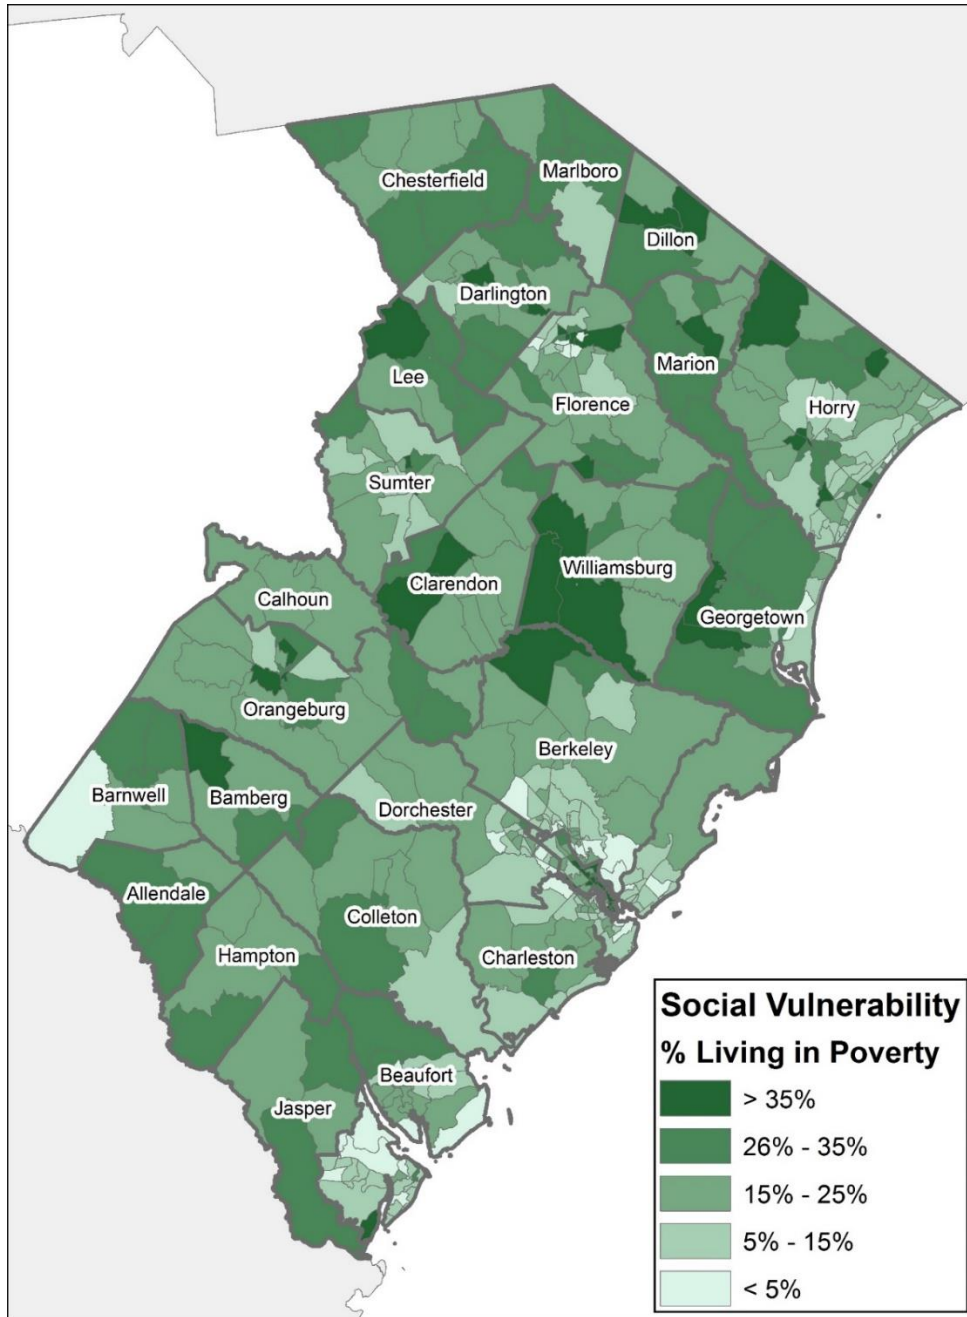 Chesterfield
Marlboro
Dillon
Darlington
Marion
Lee
Florence
Horry
Sumter
Clarendon
Williamsburg
Calhoun
Georgetown
Orangeburg
Berkeley
Barnwell
Bamberg
Dorchester
Allendale
Colleton
Hampton
Charleston
Beaufort
Jasper
Social Vulnerability
% Living in Poverty
> 35%
26% - 35%
15% - 25%
5% - 15%
< 5%